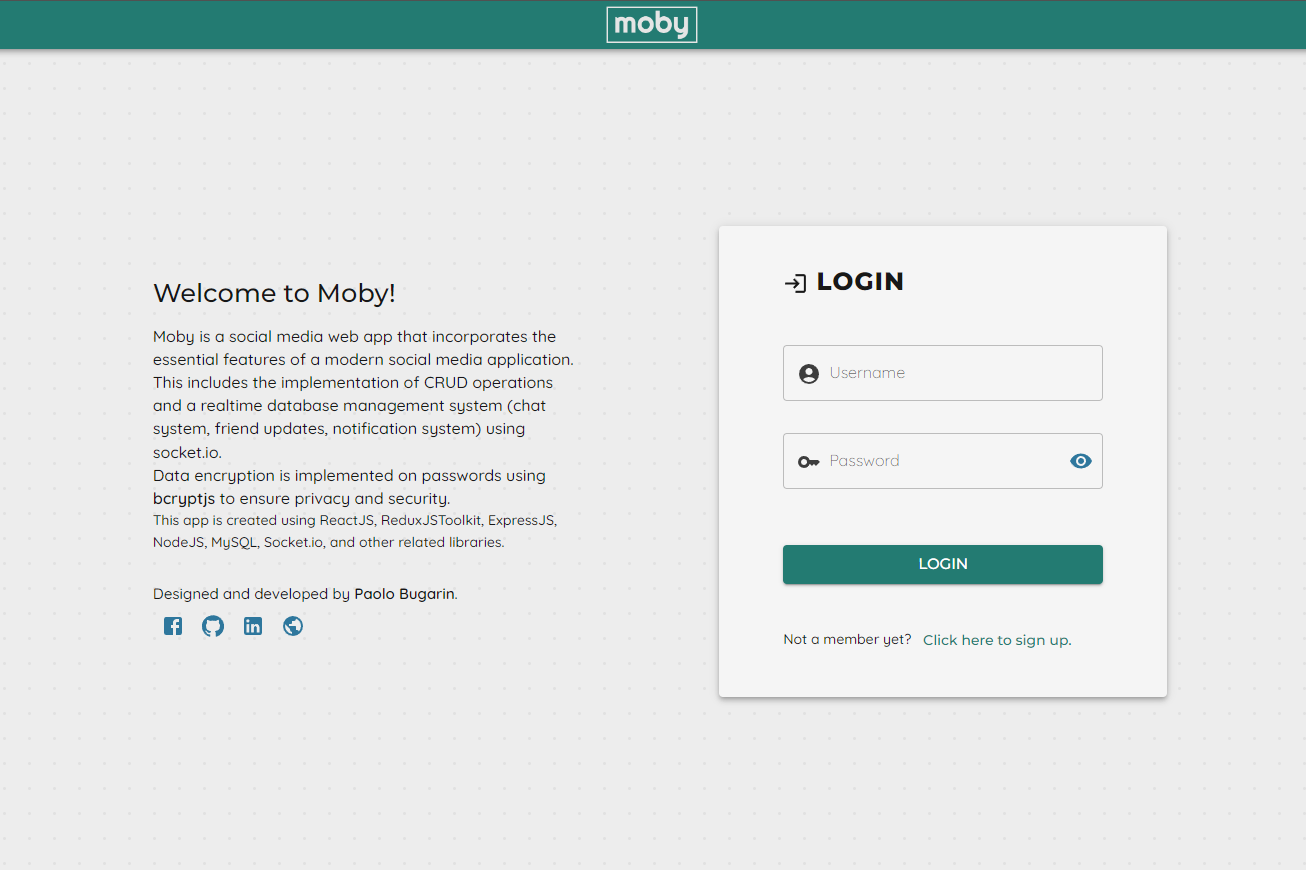 moby
Welcome to Moby!
Moby is a social media web app that incorporates the
essential features of a modern social media application.
This includes the implementation of CRUD operations
and a realtime database management system (chat
system, friend updates, notification system) using
socket.io.
Data encryption is implemented on passwords using
bcryptjs to ensure privacy and security.
This app is created using ReactJS, ReduxJSToolkit, ExpressJS,
NodeJS, MySQL, Socket.io, and other related libraries.
Designed and developed by Paolo Bugarin.
LOGIN
Username
Password
LOGIN
Not a member yet? Click here to sign up.